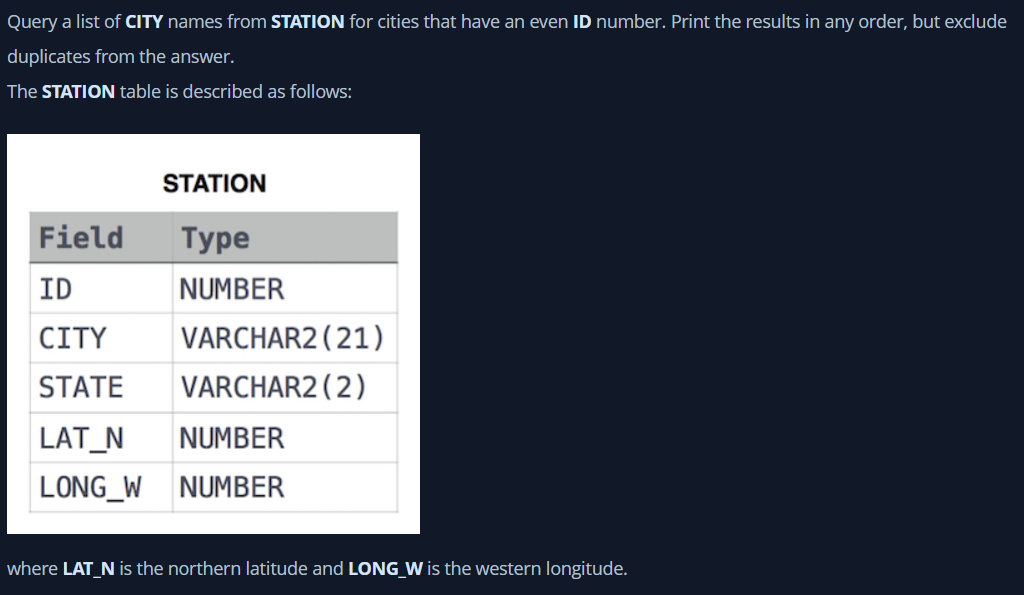 Query a list of CITY names from STATION for cities that have an even ID number. Print the results in any order, but exclude
duplicates from the answer.
The STATION table is described as follows:
STATION
Field Type
ID NUMBER
CITY VARCHAR2(21)
STATE VARCHAR2(2)
LAT_N NUMBER
LONG_W NUMBER
where LAT_N is the northern latitude and LONG_W is the western longitude.